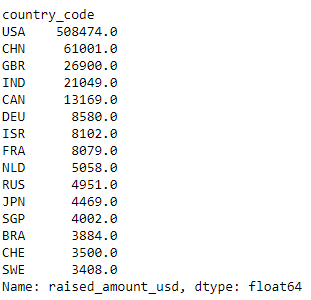 country_code
USA    508474.0
CHN     61001.0
GBR     26900.0
IND     21049.0
CAN     13169.0
DEU      8580.0
ISR      8102.0
FRA      8079.0
NLD      5058.0
RUS      4951.0
JPN      4469.0
SGP      4002.0
BRA      3884.0
CHE      3500.0
SWE      3408.0
Name: raised_amount_usd, dtype: float64